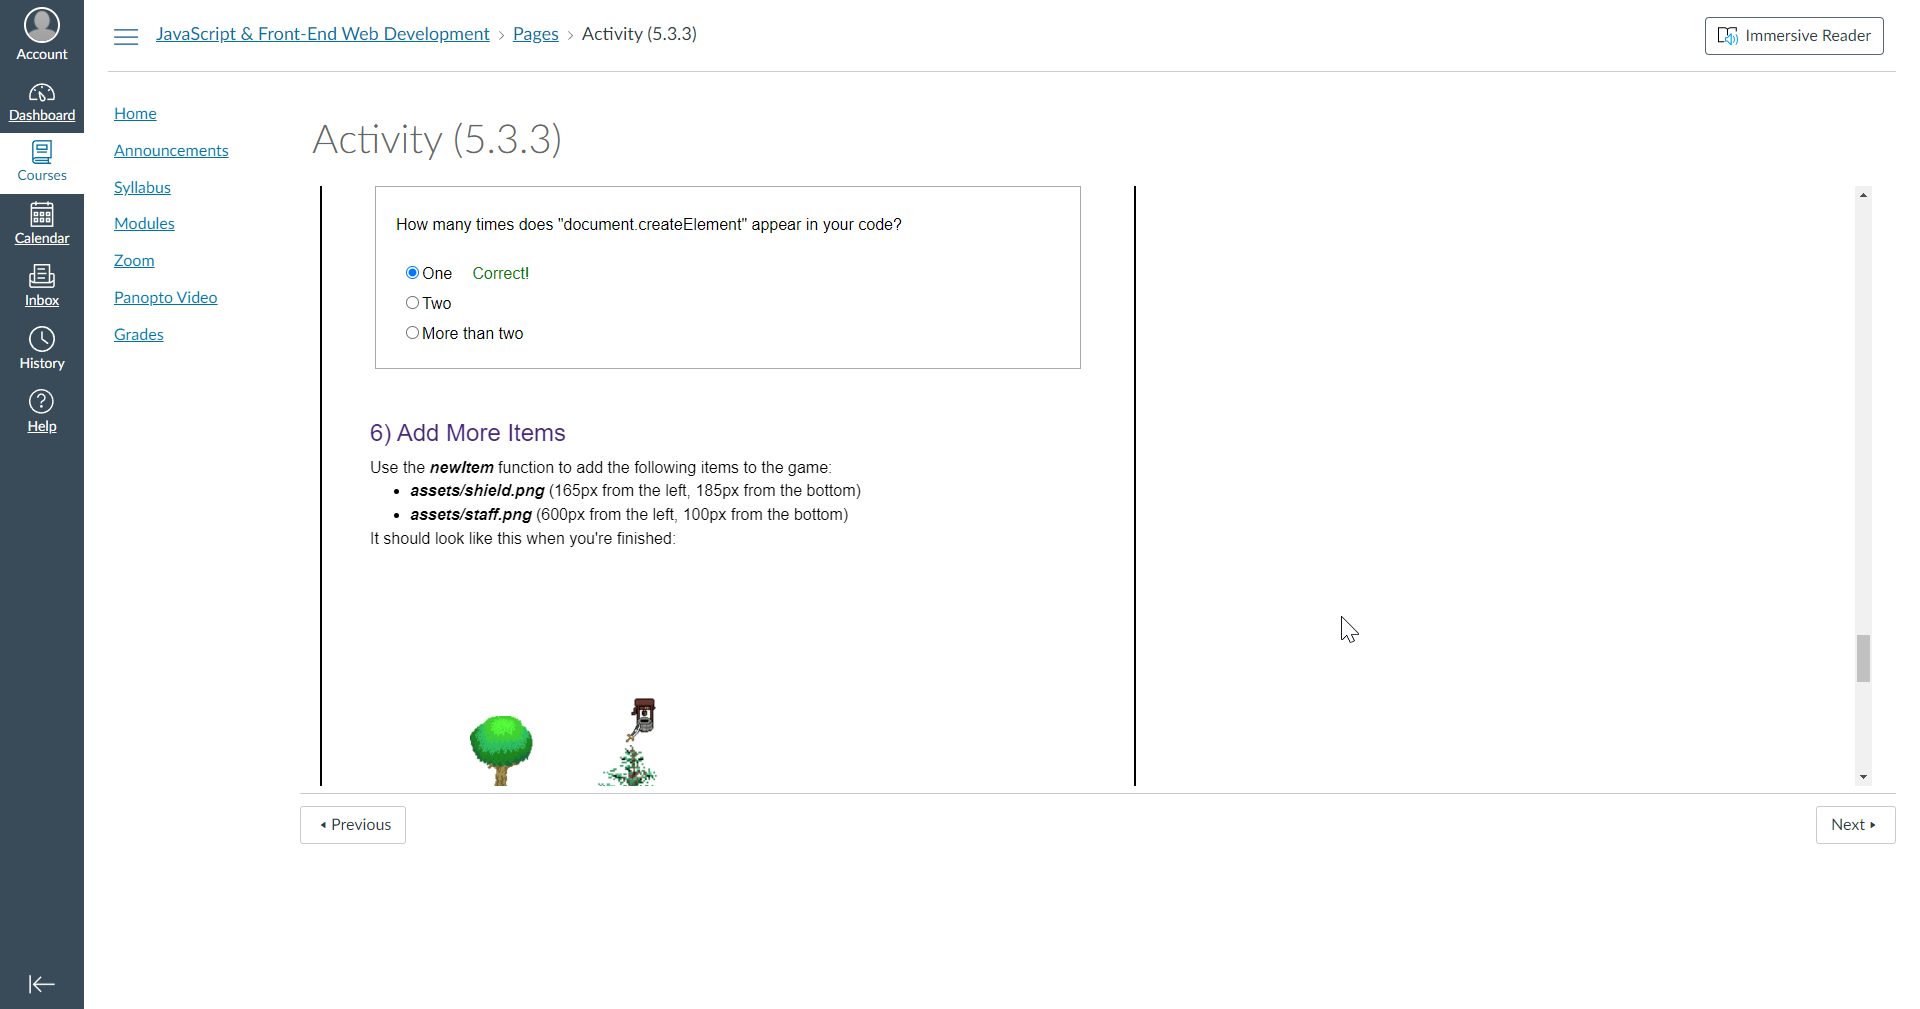 Account
Dashboard
Courses
Calendar
Inbox
History
Help
JavaScript & Front-End Web Development › Pages › Activity (5.3.3)
Immersive Reader
Home
Announcements
Syllabus
Modules
Zoom
Panopto Video
Grades
Activity (5.3.3)
How many times does "document.createElement" appear in your code?
One Correct!
Two
More than two
6) Add More Items
Use the newItem function to add the following items to the game:
• assets/shield.png (165px from the left, 185px from the bottom)
• assets/staff.png (600px from the left, 100px from the bottom)
It should look like this when you're finished:
Previous
Next